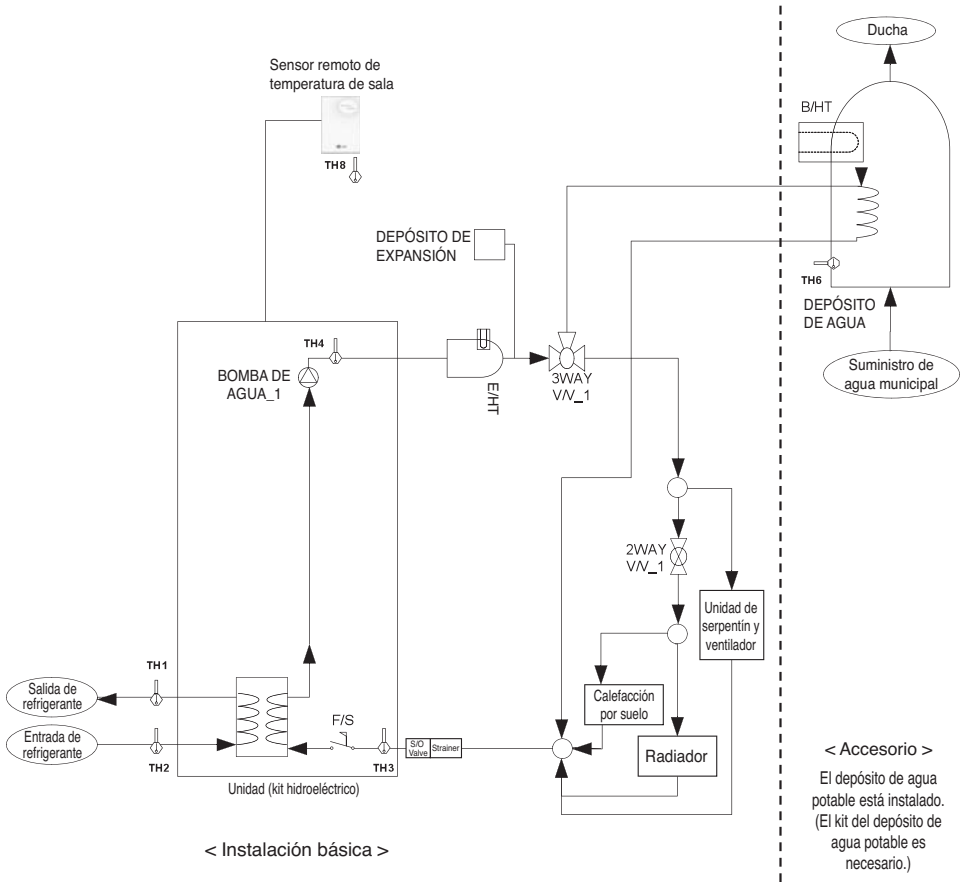 Ducha
Sensor remoto de
temperatura de sala
B/HT
TH8
DEPÓSITO DE
EXPANSIÓN
TH6
DEPÓSITO
DE AGUA
TH4
BOMBA DE
AGUA_1
E/HT
3WAY
V/V_1
Suministro de
agua municipal
2WAY
V/V_1
Unidad de
serpentín y
ventilador
TH1
Salida de
refrigerante
Calefacción
por suelo
F/S
Entrada de
refrigerante
TH2
TH3
S/O
Valve
Strainer
Radiador
Unidad (kit hidroeléctrico)
< Instalación básica >
< Accesorio >
El depósito de agua
potable está instalado.
(El kit del depósito de
agua potable es
necesario.)